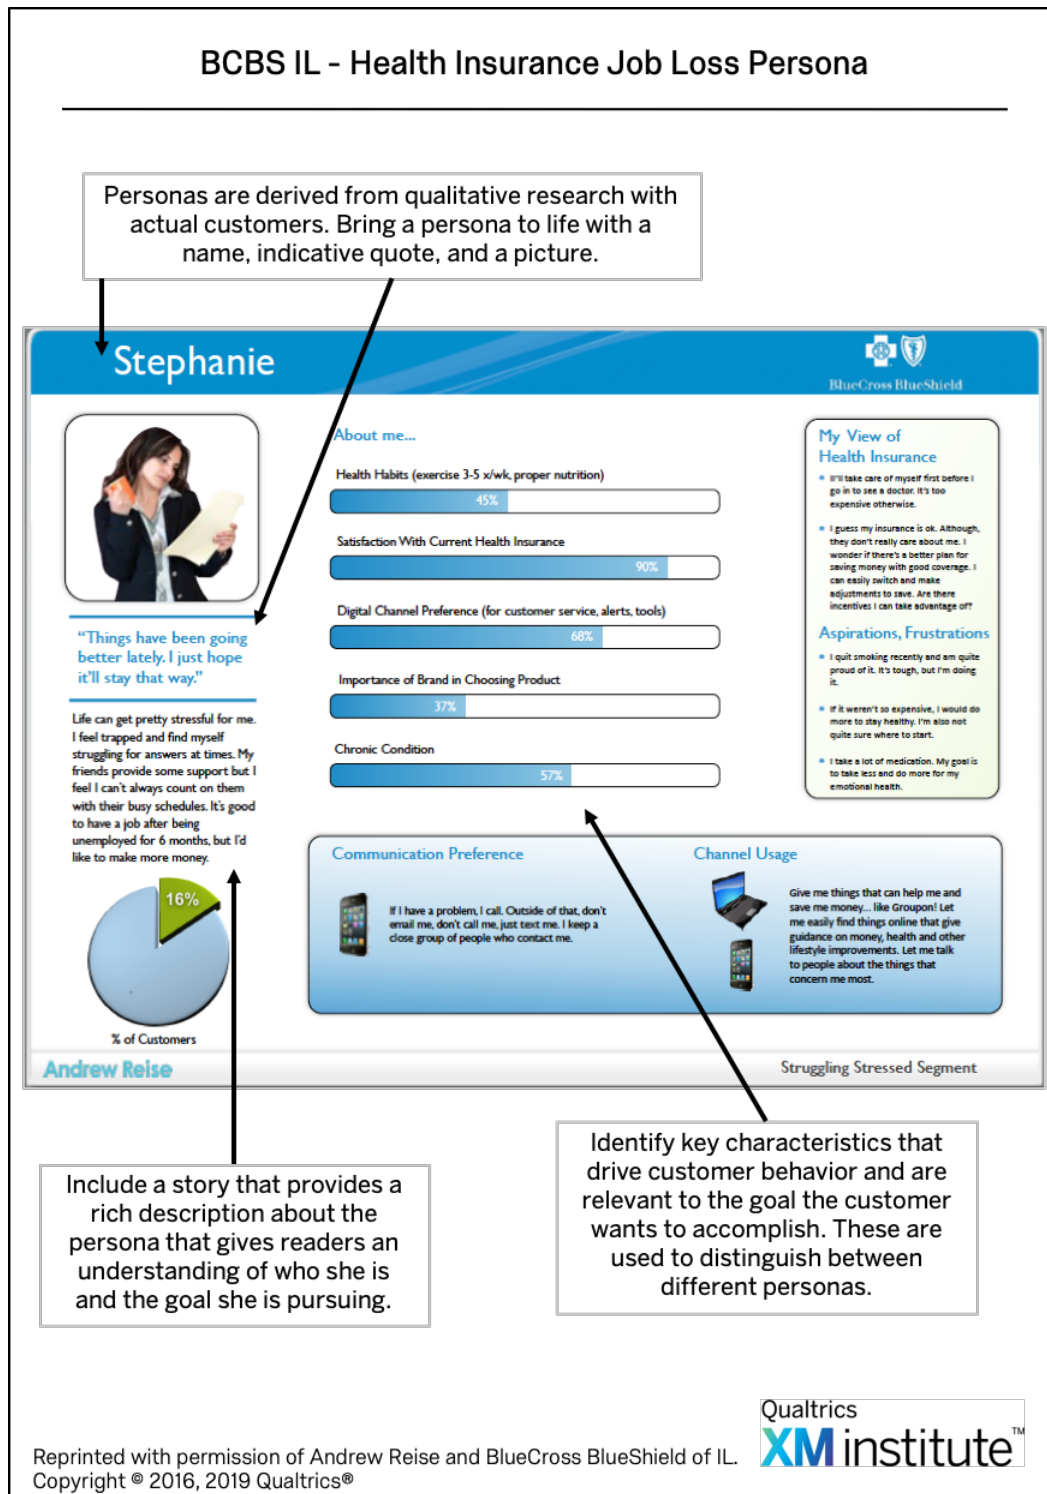 BCBS IL - Health Insurance Job Loss Persona
Personas are derived from qualitative research with
actual customers. Bring a persona to life with a
name, indicative quote, and a picture.
Stephanie
BlueCross BlueShield
"Things have been going
better lately. I just hope
it'll stay that way."
Life can get pretty stressful for me.
I feel trapped and find myself
struggling for answers at times. My
friends provide some support but I
feel I can't always count on them
with their busy schedules. It's good
to have a job after being
unemployed for 6 months, but I'd
like to make more money.
16%
% of Customers
About me...
Health Habits (exercise 3-5 x/wk, proper nutrition)
45%
Satisfaction With Current Health Insurance
90%
Digital Channel Preference (for customer service, alerts, tools)
68%
Importance of Brand in Choosing Product
37%
Chronic Condition
57%
My View of
Health Insurance
II'll take care of myself first before I
go in to see a doctor. It's too
expensive otherwise.
I guess my insurance is ok. Although,
they don't really care about me. I
wonder if there's a better plan for
saving money with good coverage. I
can easily switch and make
adjustments to save. Are there
incentives I can take advantage of?
Aspirations, Frustrations
I quit smoking recently and am quite
proud of it. It's tough, but I'm doing
it.
If it weren't so expensive, I would do
more to stay healthy. I'm also not
quite sure where to start.
I take a lot of medication. My goal is
to take less and do more for my
emotional health.
Communication Preference
If I have a problem, I call. Outside of that, don't
email me, don't call me, just text me. I keep a
close group of people who contact me.
Channel Usage
Give me things that can help me and
save me money... like Groupon! Let
me easily find things online that give
guidance on money, health and other
lifestyle improvements. Let me talk
to people about the things that
concern me most.
Andrew Reise
Struggling Stressed Segment
Include a story that provides a
rich description about the
persona that gives readers an
understanding of who she is
and the goal she is pursuing.
Identify key characteristics that
drive customer behavior and are
relevant to the goal the customer
wants to accomplish. These are
used to distinguish between
different personas.
Reprinted with permission of Andrew Reise and BlueCross BlueShield of IL.
Copyright © 2016, 2019 Qualtrics®
Qualtrics
XM institute™